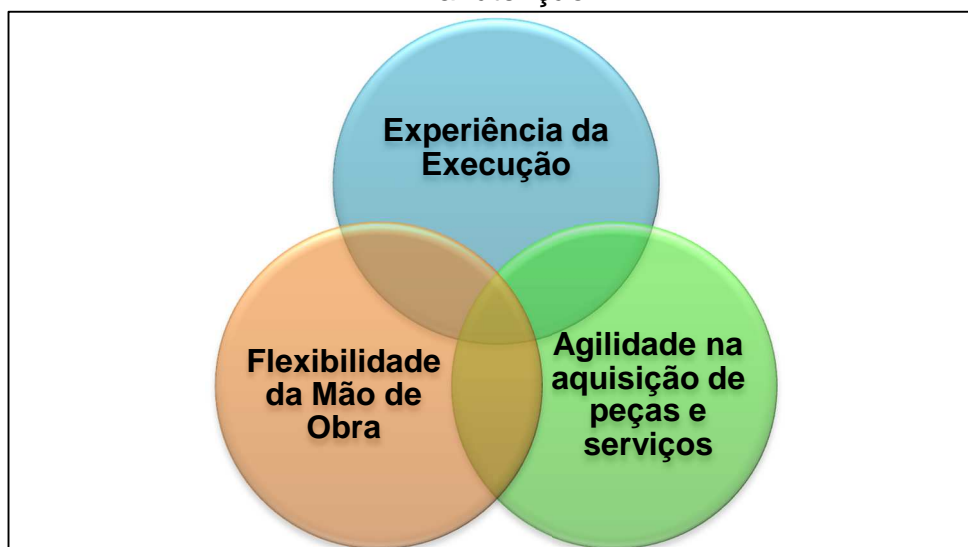 Experiência da
Execução
Flexibilidade
da Mão de
Obra
Agilidade na
aquisição de
peças e
serviços